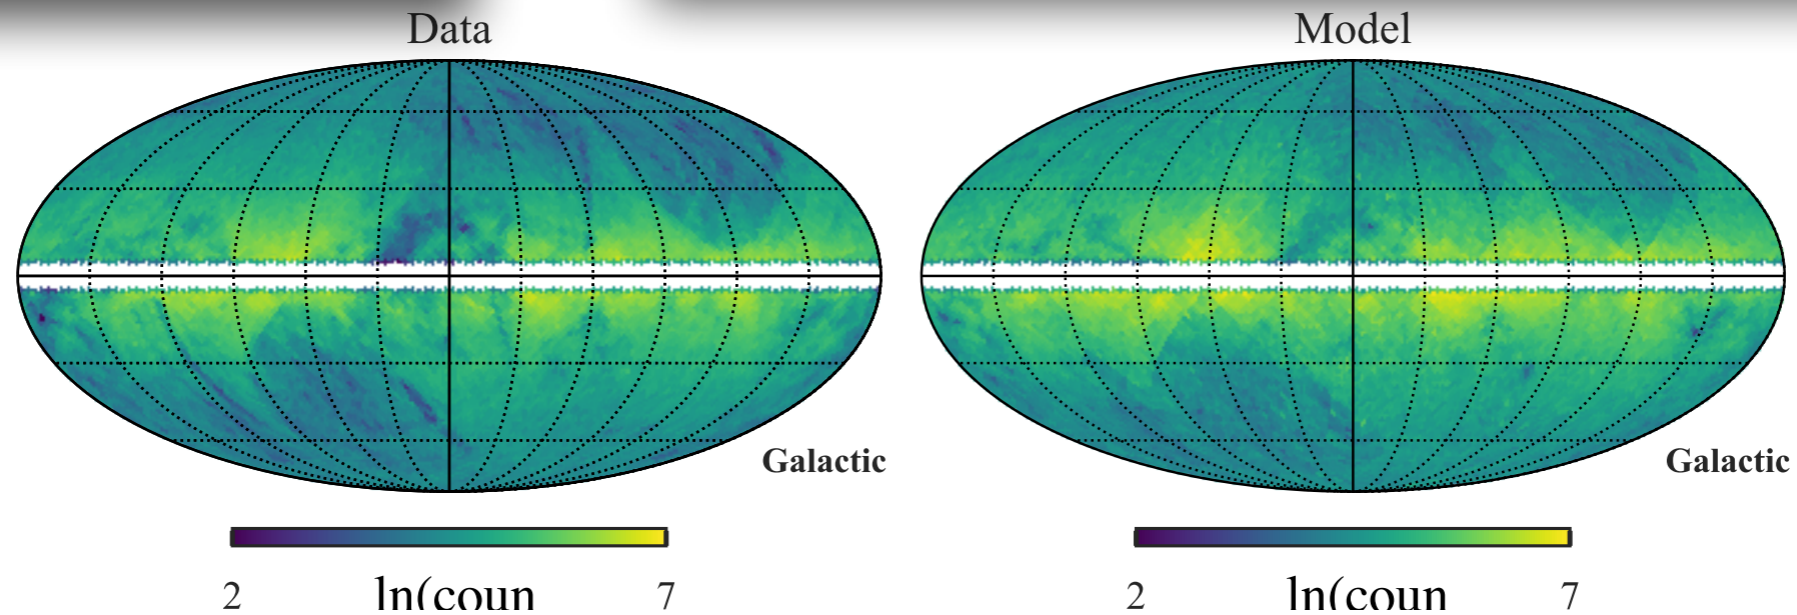 Data Model
Galactic Galactic
2 ln(coun 7 2 ln(coun 7